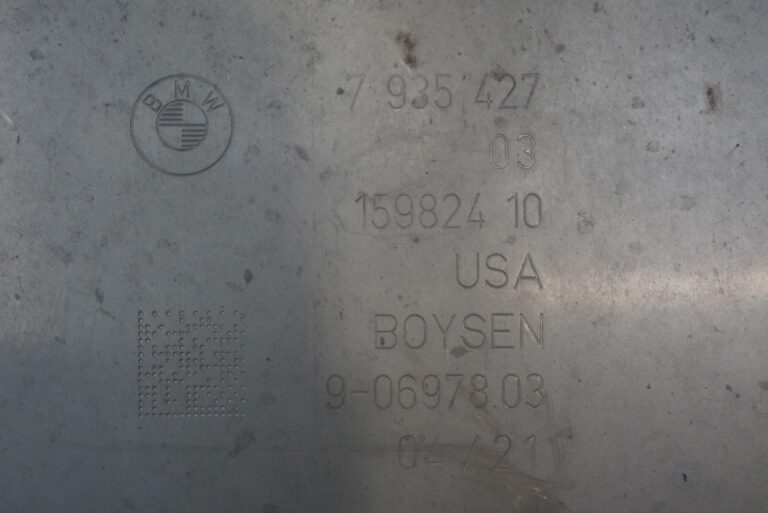 BMW
7 935 427
03
159824 10
USA
BOYSEN
9-06978.03
04 / 21